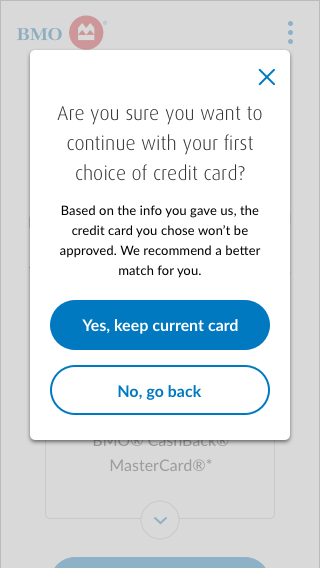 BMO
Are you sure you want to
continue with your first
choice of credit card?
Based on the info you gave us, the
credit card you chose won't be
approved. We recommend a better
match for you.
Yes, keep current card
No, go back
BMO® CashBack®
MasterCard®*